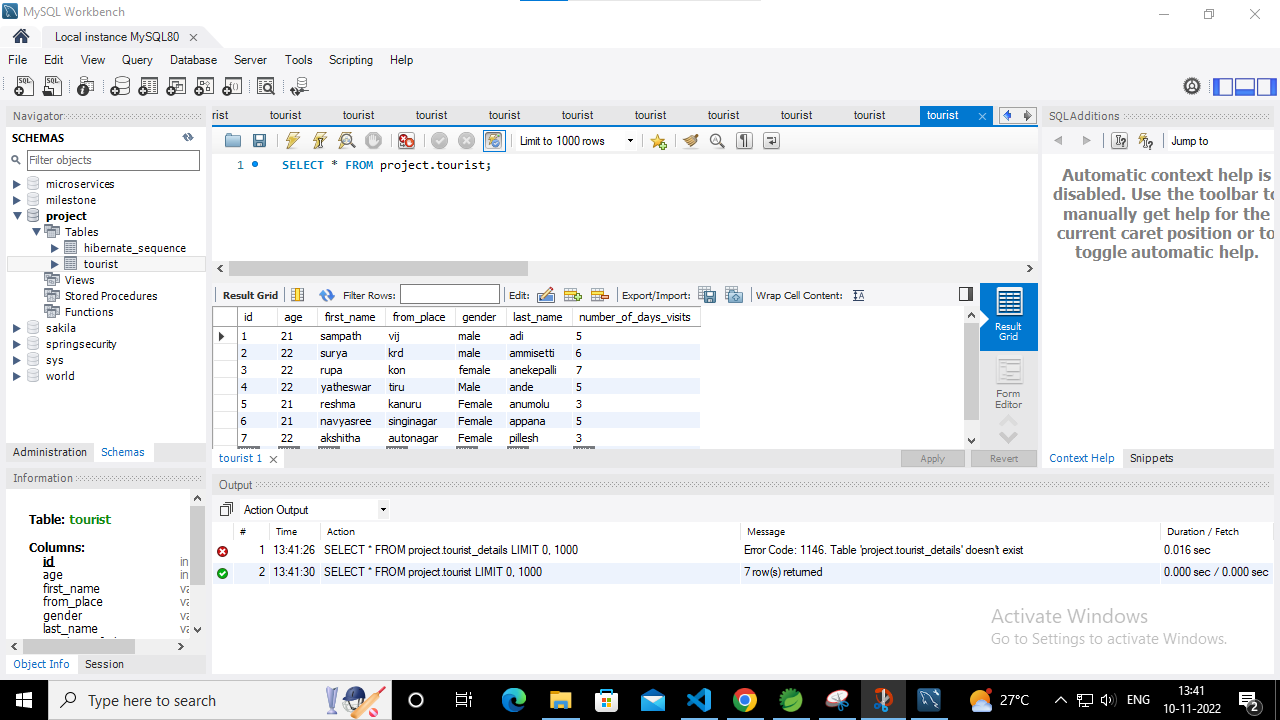 MySQL Workbench
Local instance MySQL80
File Edit View Query Database Server Tools Scripting Help
Navigator
SCHEMAS
Filter objects
microservices
milestone
project
Tables
hibernate_sequence
tourist
Views
Stored Procedures
Functions
sakila
springsecurity
sys
world
Administration Schemas
Information
Table: tourist
Columns:
id in
age in
first_name va
from_place va
gender va
last_name va
Object Info Session
rist tourist tourist tourist tourist tourist tourist tourist tourist tourist tourist
Limit to 1000 rows
1 SELECT * FROM project.tourist;
Result Grid Filter Rows: Edit: Export/Import: Wrap Cell Content:
id age first_name from_place gender last_name number_of_days_visits
1 21 sampath vij male adi 5
2 22 surya krd male ammisetti 6
3 22 rupa kon female anekepalli 7
4 22 yatheswar tiru Male ande 5
5 21 reshma kanuru Female anumolu 3
6 21 navyasree singinagar Female appana 5
7 22 akshitha autonagar Female pillesh 3
Result
Grid
Form
Editor
tourist 1
Apply Revert
SQLAdditions
Jump to
Automatic context help is
disabled. Use the toolbar to
manually get help for the
current caret position or to
toggle automatic help.
Context Help Snippets
Output
Action Output
# Time Action Message Duration / Fetch
1 13:41:26 SELECT * FROM project.tourist_details LIMIT 0, 1000 Error Code: 1146. Table 'project.tourist_details' doesn't exist 0.016 sec
2 13:41:30 SELECT * FROM project.tourist LIMIT 0, 1000 7 row(s) returned 0.000 sec / 0.000 sec
Activate Windows
Go to Settings to activate Windows.
Type here to search
27°C
ENG
13:41
10-11-2022
2